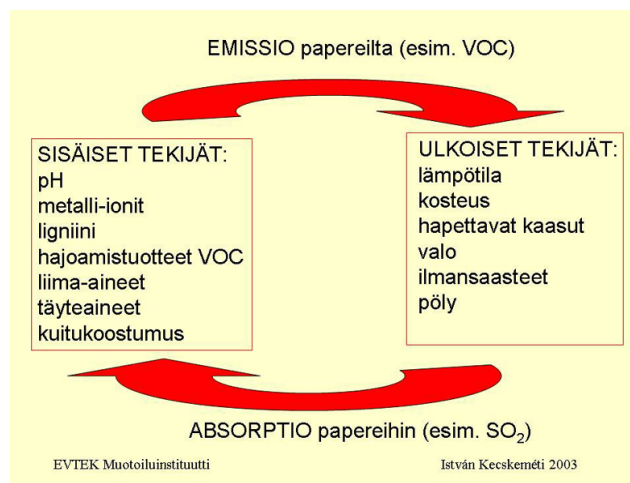 EMISSIO papereilta (esim. VOC)
SISÄISET TEKIJÄT:
pH
metalli-ionit
ligniini
hajoamistuotteet VOC
liima-aineet
täyteaineet
kuitukoostumus
ULKOISET TEKIJÄT:
lämpötila
kosteus
hapettavat kaasut
valo
ilmansaasteet
pöly
ABSORPTIO papereihin (esim. SO₂)
EVTEK Muotoiluinstituutti
István Kecskeméti 2003